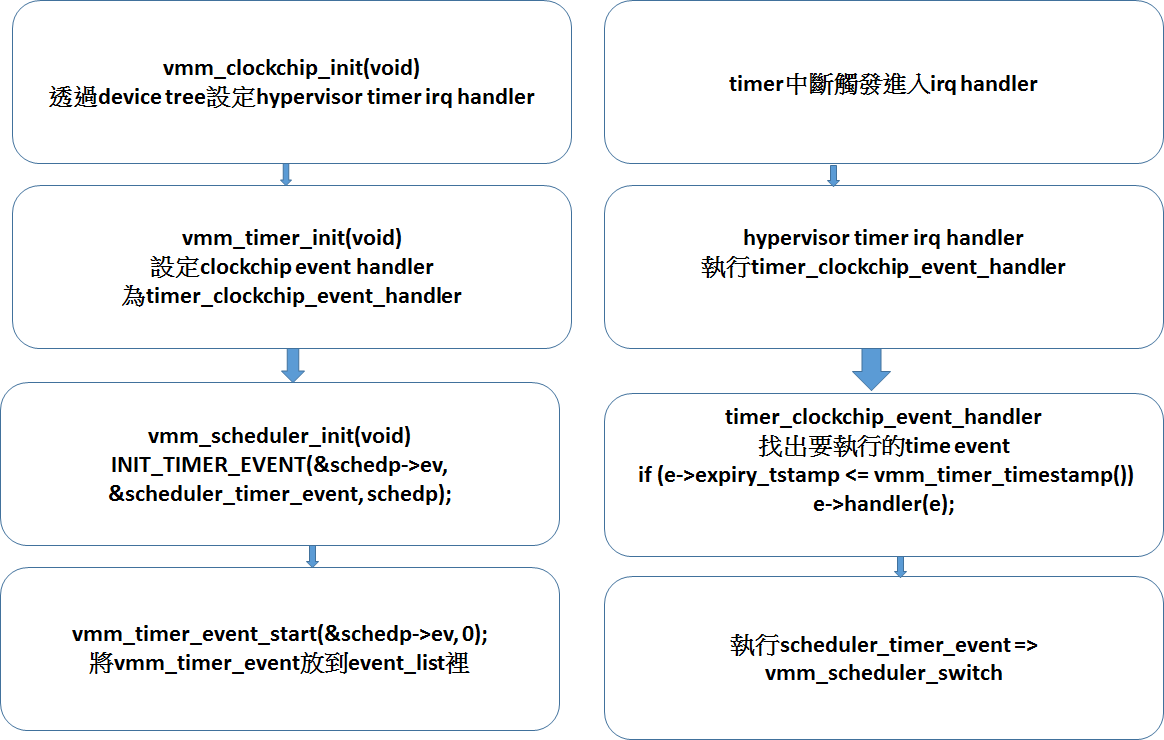 vmm_clockchip_init(void)
透過device tree設定hypervisor timer irq handler
vmm_timer_init(void)
設定clockchip event handler
為timer_clockchip_event_handler
vmm_scheduler_init(void)
INIT_TIMER_EVENT(&schedp->ev,
&scheduler_timer_event, schedp);
vmm_timer_event_start(&schedp->ev, 0);
將vmm_timer_event放到event_list裡
timer中斷觸發進入irq handler
hypervisor timer irq handler
執行timer_clockchip_event_handler
timer_clockchip_event_handler
找出要執行的time event
if (e->expiry_tstamp <= vmm_timer_timestamp())
e->handler(e);
執行scheduler_timer_event =>
vmm_scheduler_switch